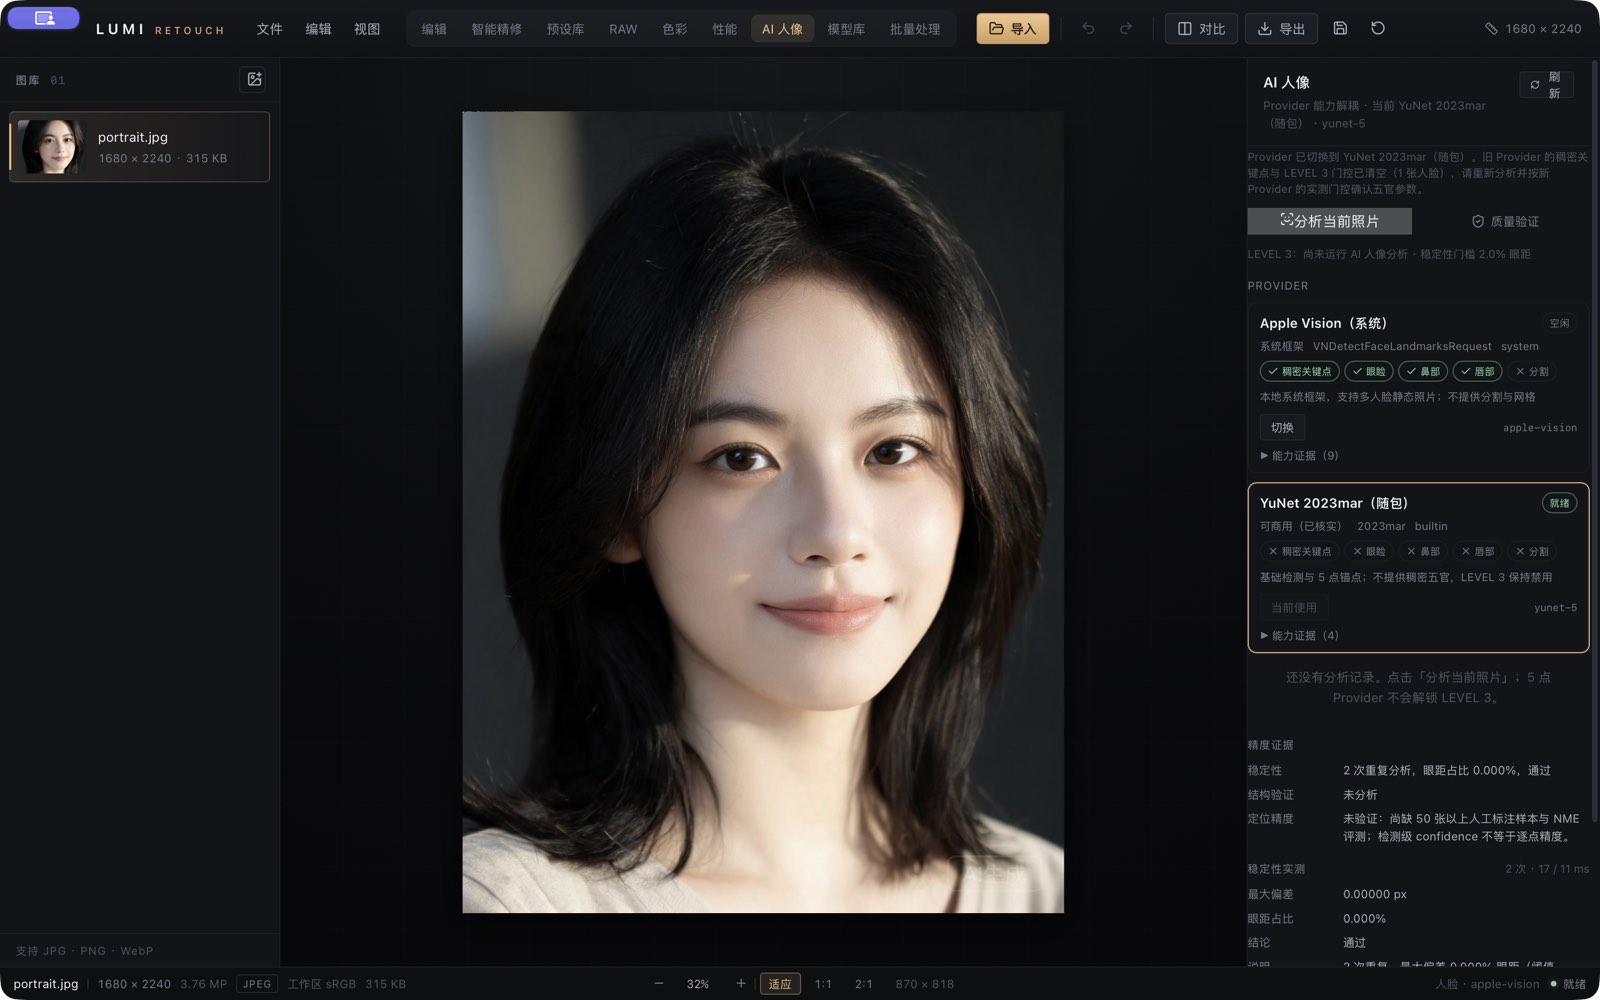 LUMI RETOUCH
文件
编辑
视图
编辑
智能精修
预设库
RAW
色彩
性能
AI 人像
模型库
批量处理
导入
对比
导出
1680 × 2240
图库 01
portrait.jpg
1680 × 2240 · 315 KB
支持 JPG · PNG · WebP
AI 人像
刷
新
Provider 能力解耦 · 当前 YuNet 2023mar
（随包） · yunet-5
Provider 已切换到 YuNet 2023mar（随包）。旧 Provider 的稠密关
键点与 LEVEL 3 门控已清空（1 张人脸），请重新分析并按新
Provider 的实测门控确认五官参数。
分析当前照片
质量验证
LEVEL 3：尚未运行 AI 人像分析 · 稳定性门槛 2.0% 眼距
PROVIDER
Apple Vision（系统）
空闲
系统框架 VNDetectFaceLandmarksRequest system
稠密关键点
眼睑
鼻部
唇部
分割
本地系统框架，支持多人脸静态照片；不提供分割与网格
切换
apple-vision
能力证据（9）
YuNet 2023mar（随包）
就绪
可商用（已核实） 2023mar builtin
稠密关键点
眼睑
鼻部
唇部
分割
基础检测与 5 点锚点；不提供稠密五官，LEVEL 3 保持禁用
当前使用
yunet-5
能力证据（4）
还没有分析记录。点击「分析当前照片」；5 点
Provider 不会解锁 LEVEL 3。
精度证据
稳定性 2 次重复分析，眼距占比 0.000%，通过
结构验证 未分析
定位精度 未验证：尚缺 50 张以上人工标注样本与 NME
评测；检测级 confidence 不等于逐点精度。
稳定性实测 2 次 · 17 / 11 ms
最大偏差 0.00000 px
眼距占比 0.000%
结论 通过
说明 2 次重复，最大偏差 0.000% 眼距（阈值
portrait.jpg 1680 × 2240 3.76 MP JPEG 工作区 sRGB 315 KB
32%
适应
1:1
2:1
870 × 818
人脸 · apple-vision
就绪